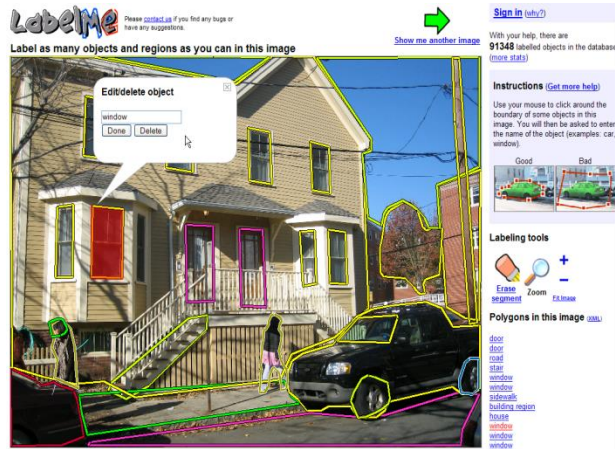 LabelMe
Please contact us if you find any bugs or
have any suggestions.
Show me another image
Label as many objects and regions as you can in this image
Edit/delete object
window
Done
Delete
Sign in (why?)
With your help, there are
91348 labelled objects in the database
(more stats)
Instructions (Get more help)
Use your mouse to click around the
boundary of some objects in this
image. You will then be asked to enter
the name of the object (examples: car,
window).
Good Bad
Labeling tools
Erase
segment
Zoom
Fit Image
Polygons in this image (XML)
door
door
road
stair
window
window
sidewalk
building region
house
window
window
window